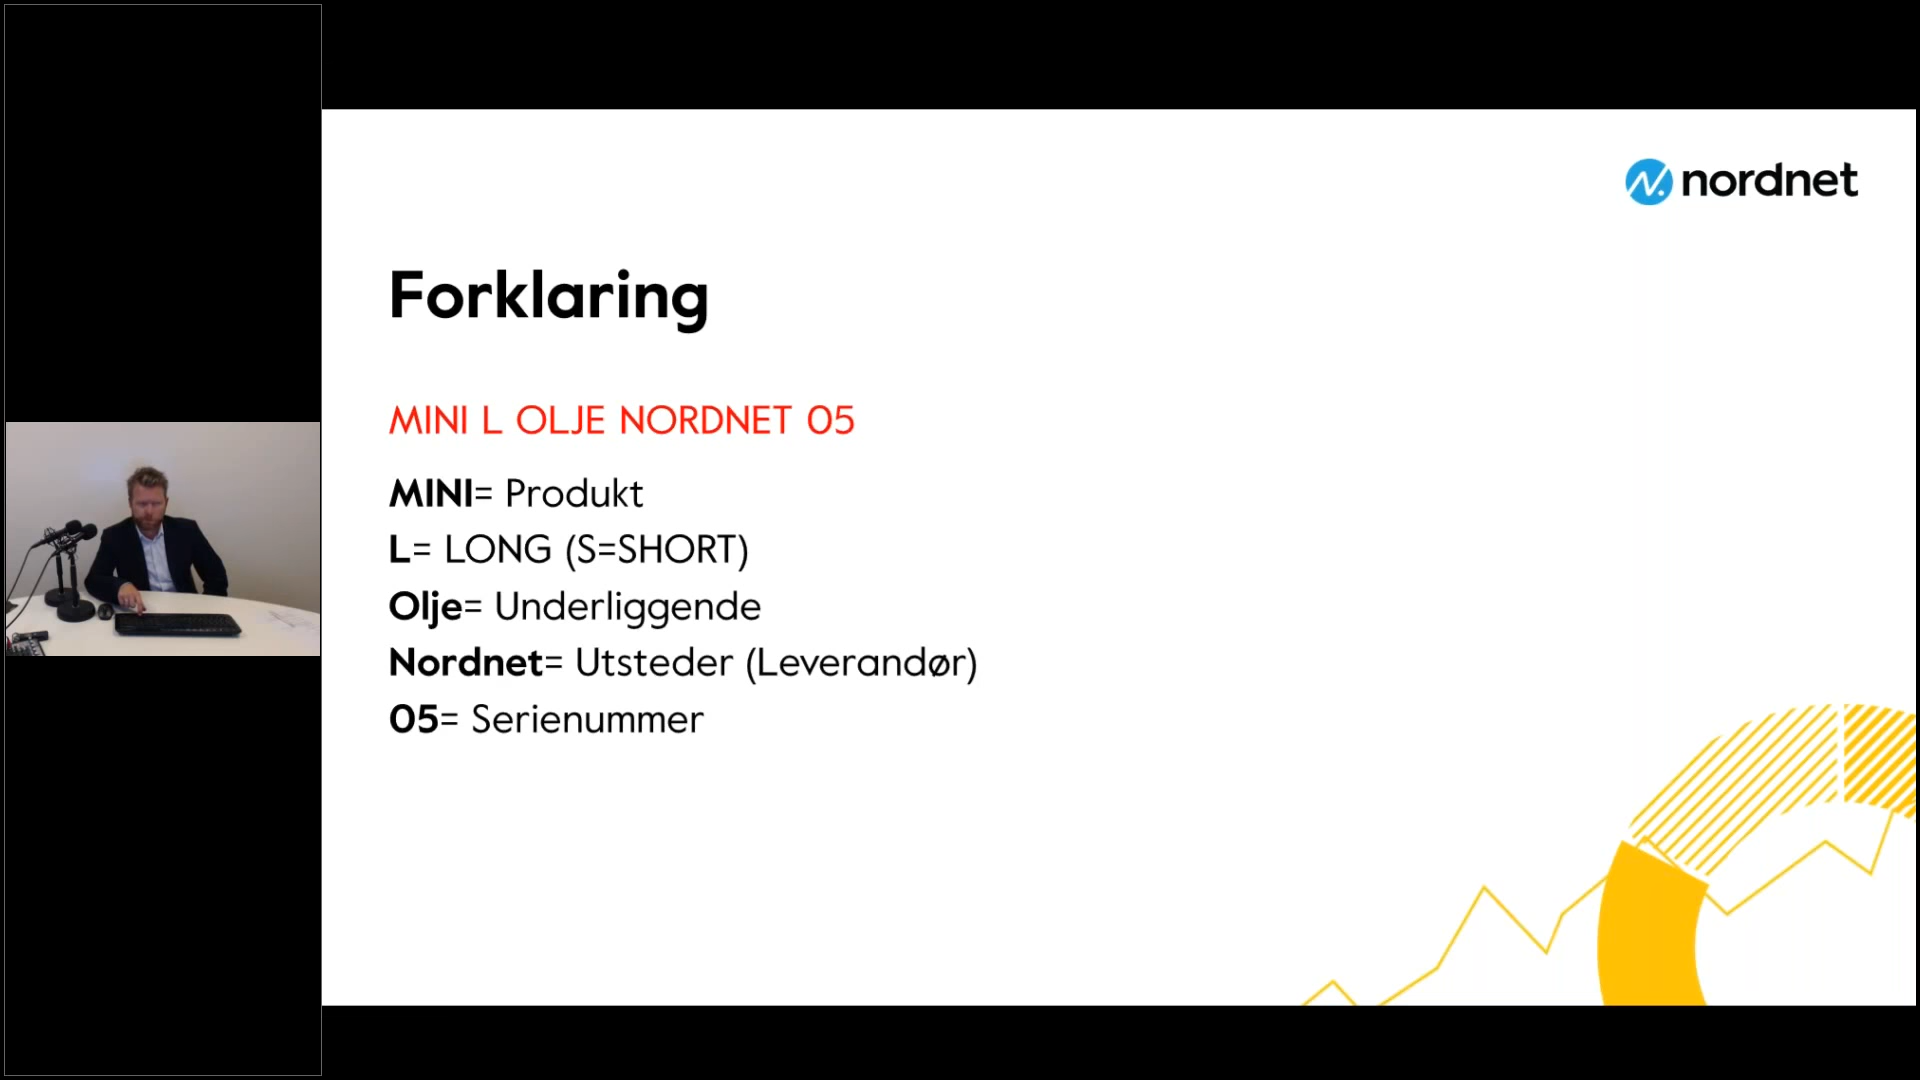 nordnet
Forklaring
MINI L OLJE NORDNET 05
MINI= Produkt
L= LONG (S=SHORT)
Olje= Underliggende
Nordnet= Utsteder (Leverandør)
05= Serienummer